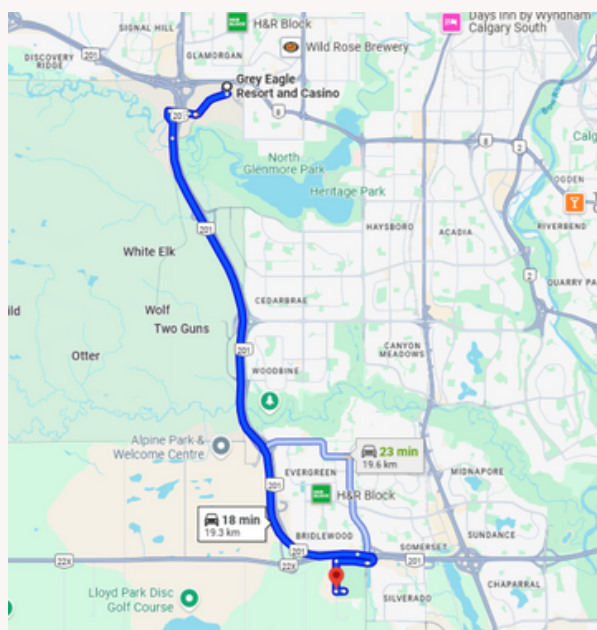 SIGNAL HILL
H&R Block
Days Inn by Wyndham
Calgary South
DISCOVERY
RIDGE
201
GLAMORGAN
Wild Rose Brewery
Grey Eagle
Resort and Casino
201
8
8
2
North
Glenmore Park
Heritage Park
OGDEN
RIVERBEND
HAYSBORO
ACADIA
201
White Elk
2
QUARRY PA
Wolf
Two Guns
CEDARBRAE
Otter
201
WOODBINE
CANYON
MEADOWS
Alpine Park &
Welcome Centre
23 min
19.6 km
EVERGREEN
MIDNAPORE
201
H&R Block
18 min
19.3 km
BRIDLEWOOD
SUNDANCE
SOMERSET
201
201
22X
22X
CHAPARRAL
Lloyd Park Disc
Golf Course
SILVERADO